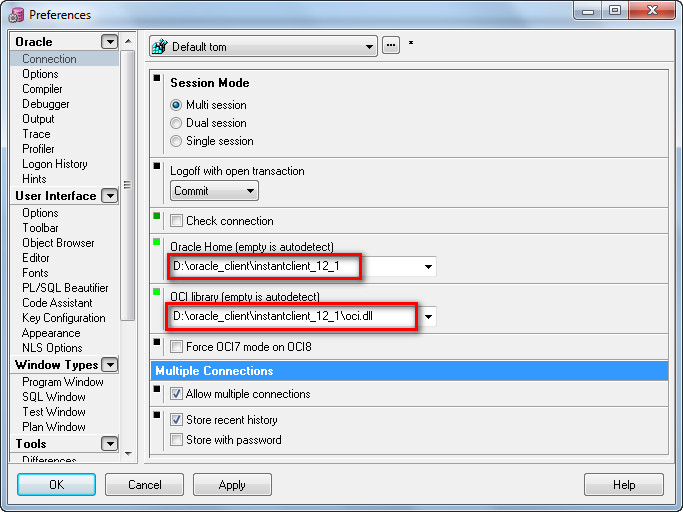 Preferences
Oracle
Connection
Options
Compiler
Debugger
Output
Trace
Profiler
Logon History
Hints
User Interface
Options
Toolbar
Object Browser
Editor
Fonts
PL/SQL Beautifier
Code Assistant
Key Configuration
Appearance
NLS Options
Window Types
Program Window
SQL Window
Test Window
Plan Window
Tools
Differences
Default tom
... *
Session Mode
Multi session
Dual session
Single session
Logoff with open transaction
Commit
Check connection
Oracle Home (empty is autodetect)
D:\oracle_client\instantclient_12_1
OCI library (empty is autodetect)
D:\oracle_client\instantclient_12_1\oci.dll
Force OCI7 mode on OCI8
Multiple Connections
Allow multiple connections
Store recent history
Store with password
OK
Cancel
Apply
Help